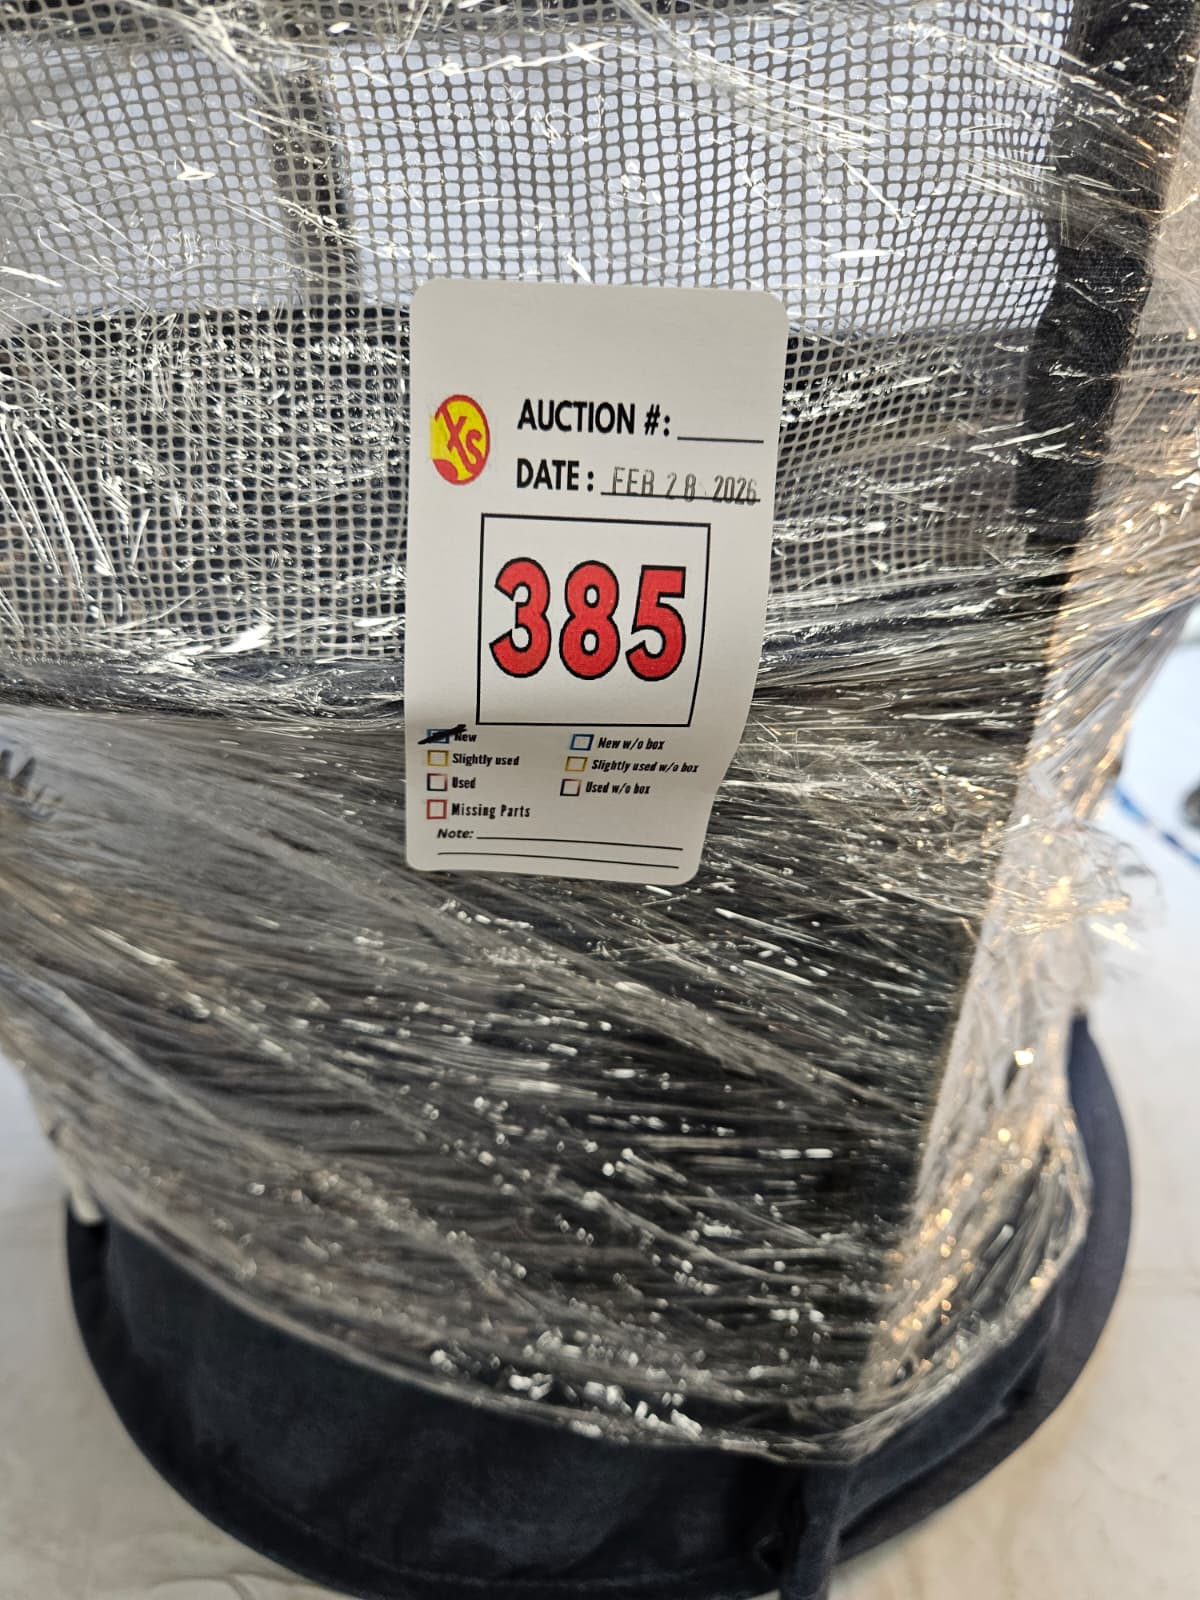 XS
AUCTION #:
DATE: FEB 28 2026
385
New
New w/o box
Slightly used
Slightly used w/o box
Used
Used w/o box
Missing Parts
Note: